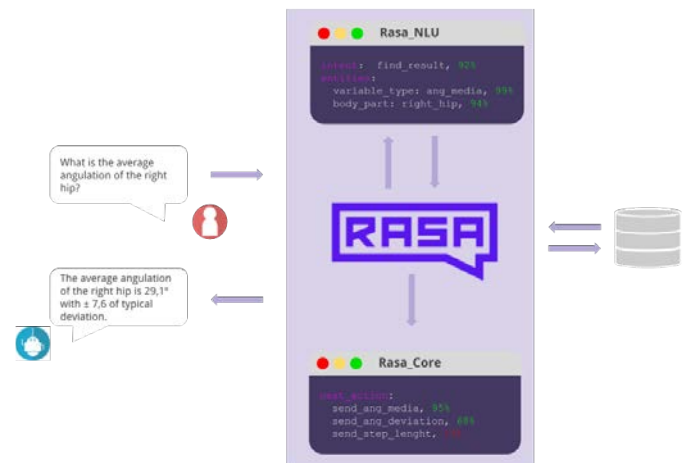 Rasa_NLU
intent: find_result, 92%
entities:
variable_type: ang_media, 99%
body_part: right_hip, 94%
What is the average
angulation of the right
hip?
RASA
The average angulation
of the right hip is 29,1°
with ± 7,6 of typical
deviation.
Rasa_Core
next_action:
send_ang_media, 95%
send_ang_deviation, 68%
send_step_lenght,